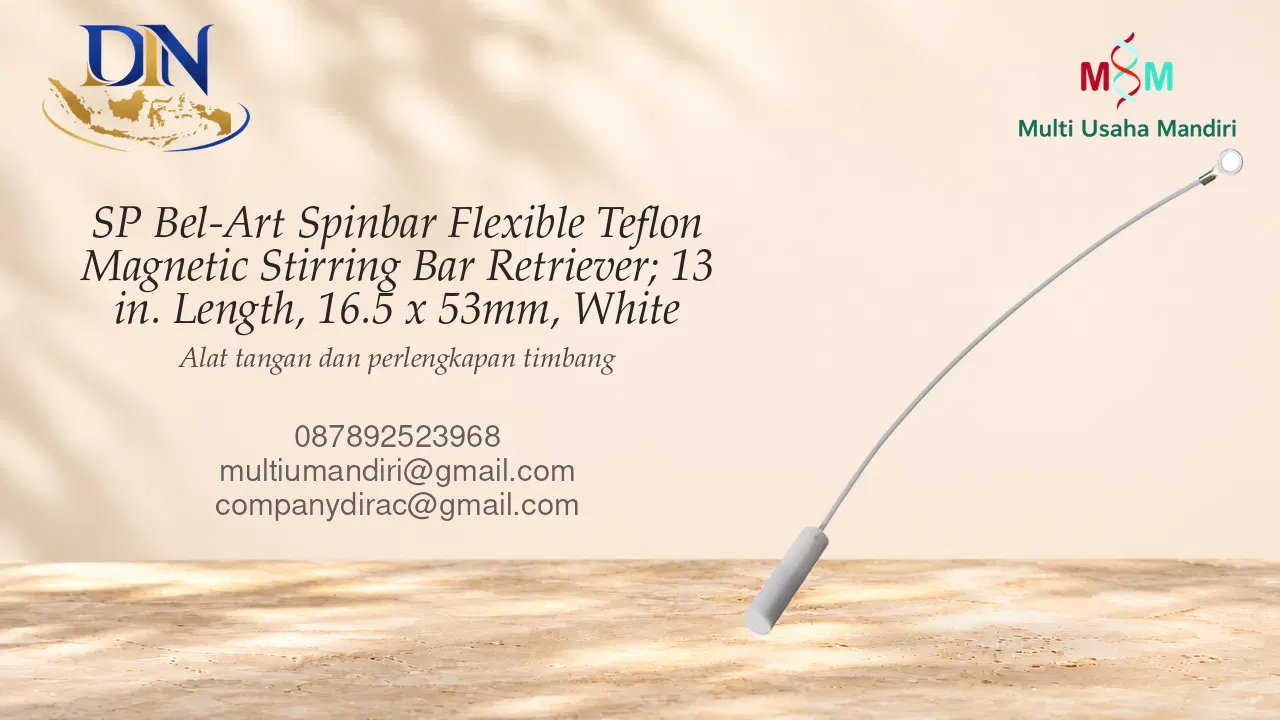 DIN
M M
Multi Usaha Mandiri
SP Bel-Art Spinbar Flexible Teflon
Magnetic Stirring Bar Retriever; 13
in. Length, 16.5 x 53mm, White
Alat tangan dan perlengkapan timbang
087892523968
multiumandiri@gmail.com
companydirac@gmail.com